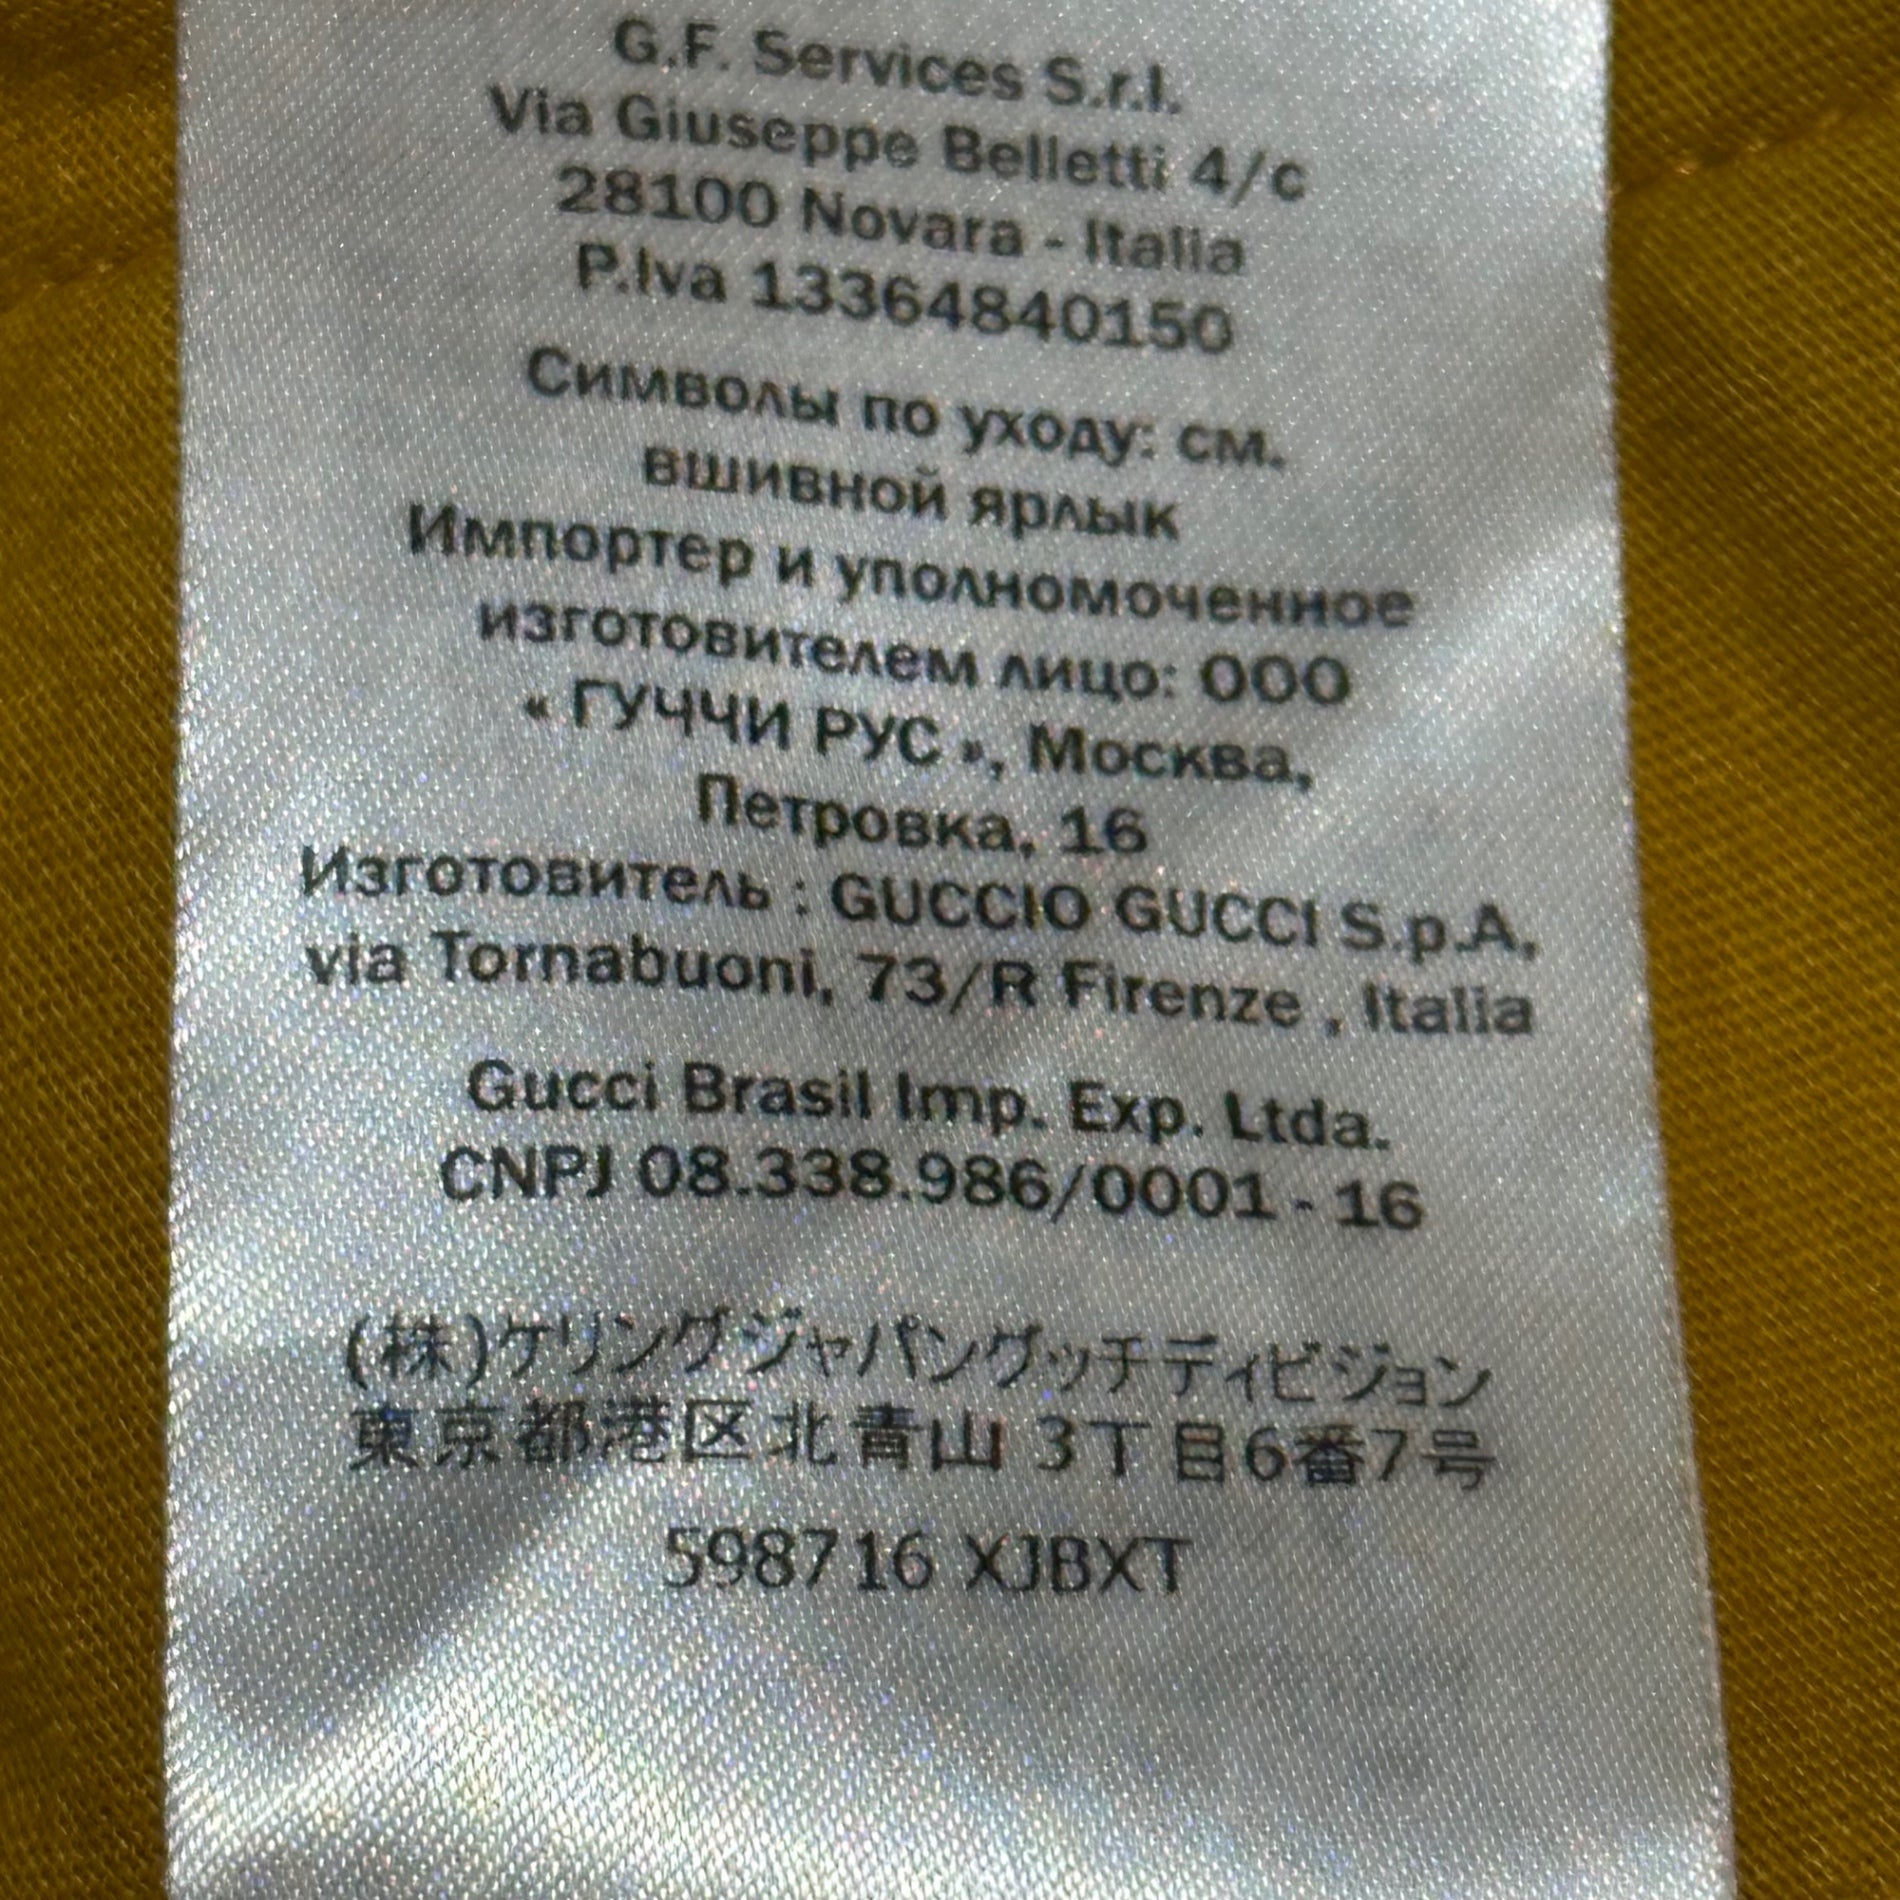 G.F. Services S.r.l.
Via Giuseppe Belletti 4/c
28100 Novara - Italia
P.Iva 13364840150
Символы по уходу: см.
вшивной ярлык
Импортер и уполномоченное
изготовителем лицо: ООО
« ГУЧЧИ РУС », Москва,
Петровка, 16
Изготовитель : GUCCIO GUCCI S.p.A,
via Tornabuoni, 73/R Firenze , Italia
Gucci Brasil Imp. Exp. Ltda.
CNPJ 08.338.986/0001 - 16
(株)ケリングジャパングッチディビジョン
東京都港区北青山 3丁目6番7号
598716 XJBXT